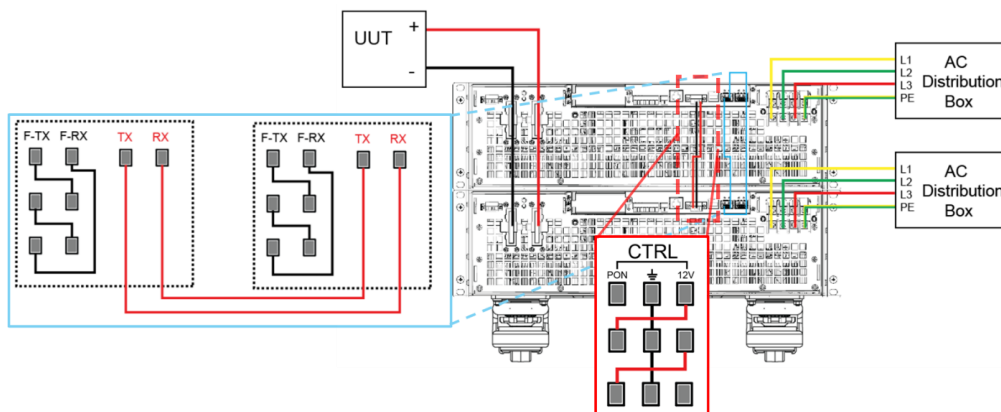 UUT
+
-
L1
L2
L3
PE
AC
Distribution
Box
L1
L2
L3
PE
AC
Distribution
Box
F-TX F-RX TX RX
F-TX F-RX TX RX
CTRL
PON 12V